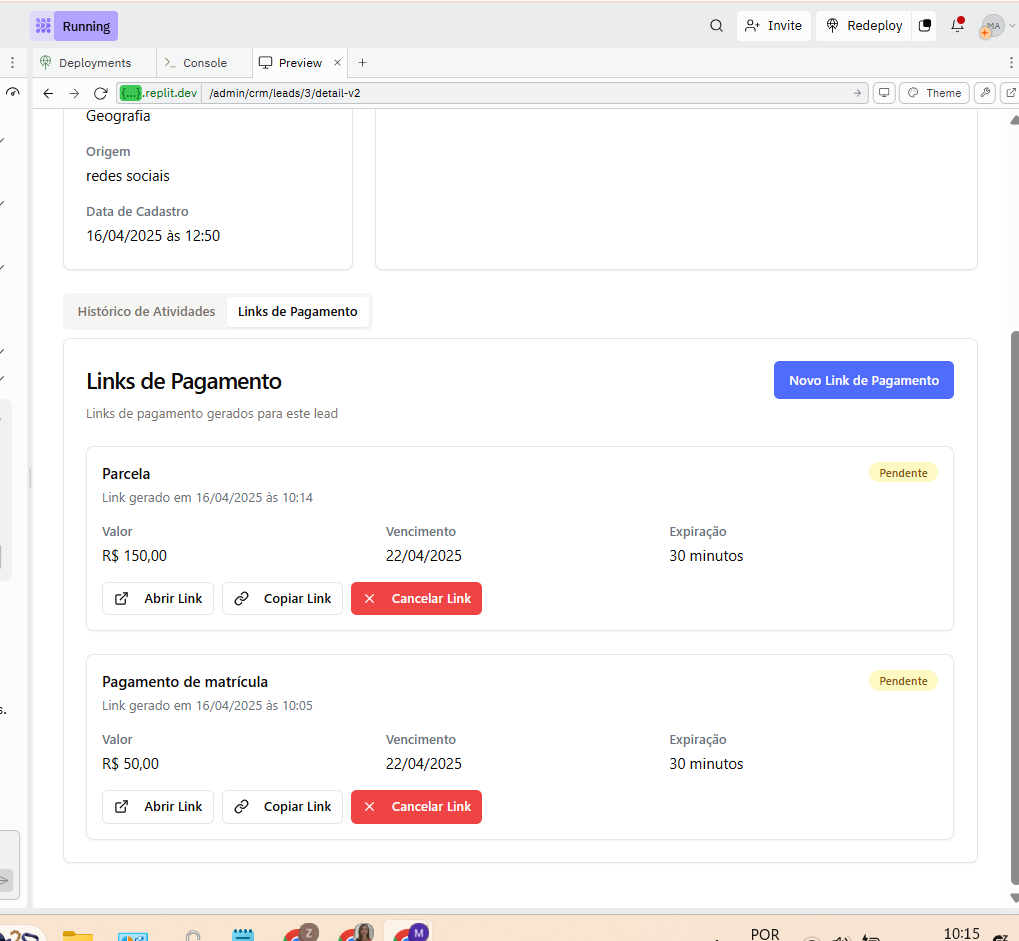 Running
Invite
Redeploy
MA
Deployments
Console
Preview
{...}.replit.dev
/admin/crm/leads/3/detail-v2
Theme
Geografia
Origem
redes sociais
Data de Cadastro
16/04/2025 às 12:50
Histórico de Atividades
Links de Pagamento
Links de Pagamento
Novo Link de Pagamento
Links de pagamento gerados para este lead
Parcela
Pendente
Link gerado em 16/04/2025 às 10:14
Valor
Vencimento
Expiração
R$ 150,00
22/04/2025
30 minutos
Abrir Link
Copiar Link
Cancelar Link
Pagamento de matrícula
Pendente
Link gerado em 16/04/2025 às 10:05
s.
Valor
Vencimento
Expiração
R$ 50,00
22/04/2025
30 minutos
Abrir Link
Copiar Link
Cancelar Link
Z
M
POR
10:15